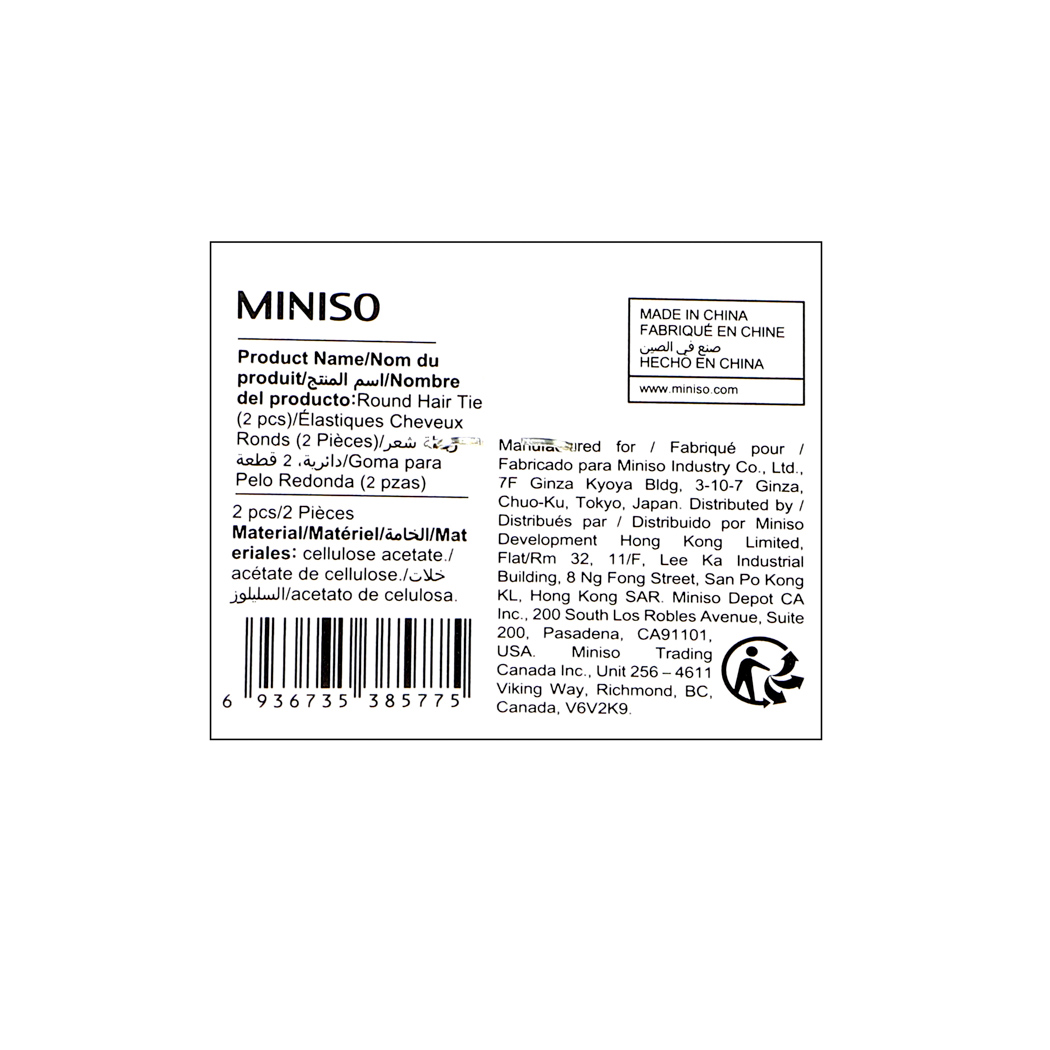 MINISO
Product Name/Nom du
produit/اسم المنتج/Nombre
del producto:Round Hair Tie
(2 pcs)/Élastiques Cheveux
Ronds (2 Pièces)/شعر
دائرية، 2 قطعة/Goma para
Pelo Redonda (2 pzas)
2 pcs/2 Pièces
Material/Matériel/الخامة/Mat
eriales: cellulose acetate./
acétate de cellulose./خلات
السليلوز/acetato de celulosa.
6 936735 385775
MADE IN CHINA
FABRIQUÉ EN CHINE
صنع في الصين
HECHO EN CHINA
www.miniso.com
Manufactured for / Fabriqué pour /
Fabricado para Miniso Industry Co., Ltd.,
7F Ginza Kyoya Bldg, 3-10-7 Ginza,
Chuo-Ku, Tokyo, Japan. Distributed by /
Distribués par / Distribuido por Miniso
Development Hong Kong Limited,
Flat/Rm 32, 11/F, Lee Ka Industrial
Building, 8 Ng Fong Street, San Po Kong
KL, Hong Kong SAR. Miniso Depot CA
Inc., 200 South Los Robles Avenue, Suite
200, Pasadena, CA91101,
USA. Miniso Trading
Canada Inc., Unit 256 – 4611
Viking Way, Richmond, BC,
Canada, V6V2K9.